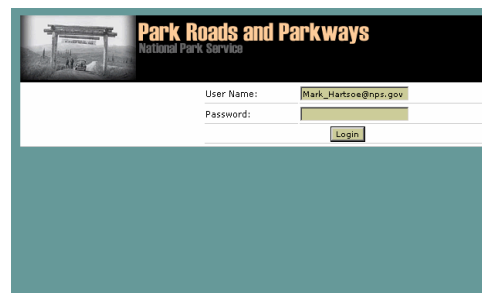 Park Roads and Parkways
National Park Service
User Name: Mark_Hartsoe@nps.gov
Password:
Login